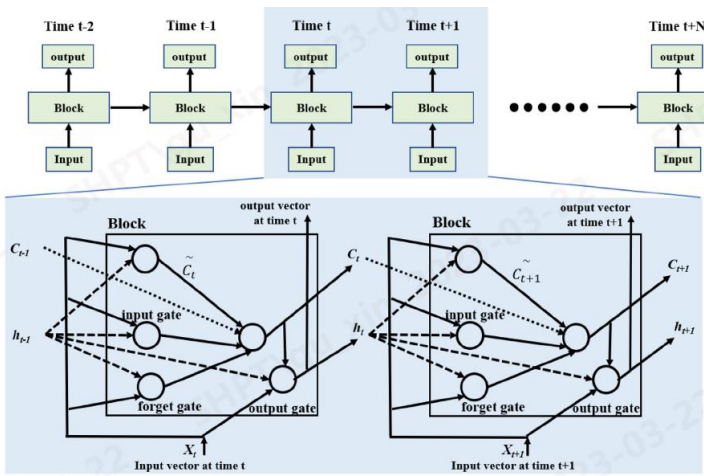 Time t-2 Time t-1 Time t Time t+1 Time t+N
output output output output output
Block Block Block Block Block
Input Input Input Input Input
output vector
at time t
output vector
at time t+1
Block Block
C_{t-1} C̃_t C_t C̃_{t+1} C_{t+1}
input gate input gate
h_{t-1} h_t h_{t+1}
forget gate output gate forget gate output gate
X_t X_{t+1}
Input vector at time t Input vector at time t+1